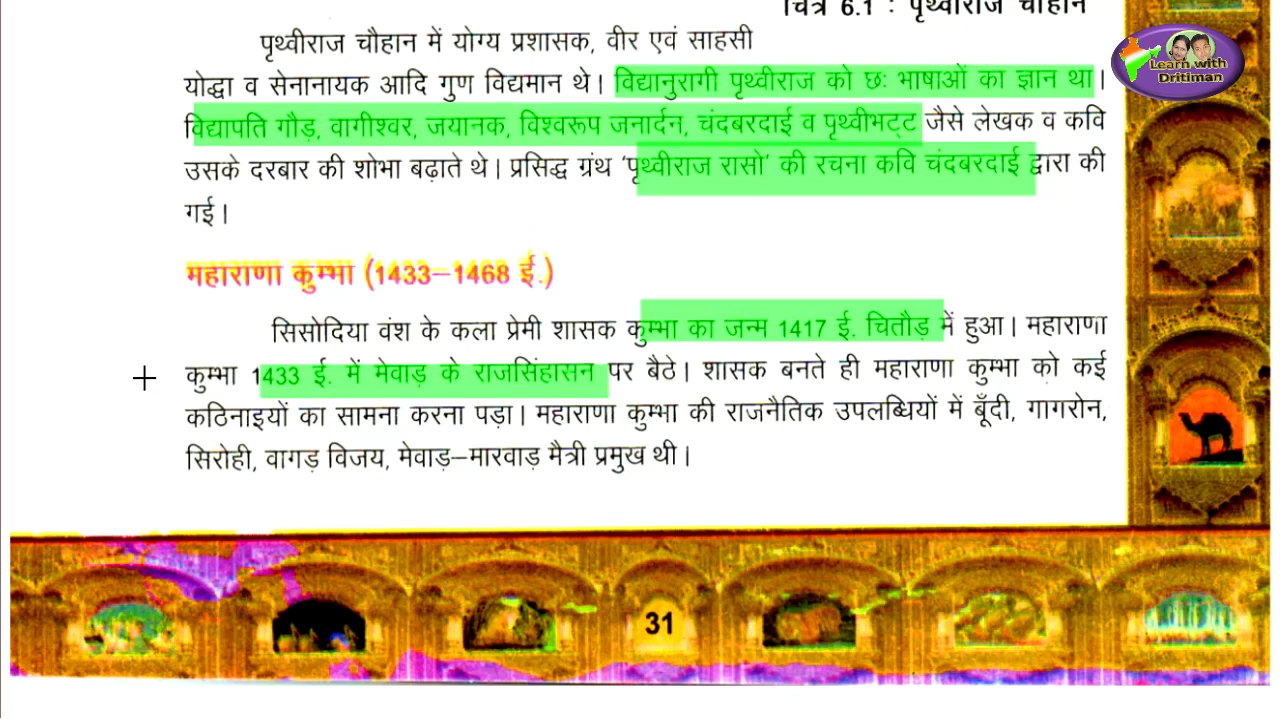 चित्र 6.1 : पृथ्वीराज चौहान
पृथ्वीराज चौहान में योग्य प्रशासक, वीर एवं साहसी
योद्धा व सेनानायक आदि गुण विद्यमान थे। विद्यानुरागी पृथ्वीराज को छः भाषाओं का ज्ञान था।
विद्यापति गौड़, वागीश्वर, जयानक, विश्वरूप जनार्दन, चंदबरदाई व पृथ्वीभट्ट जैसे लेखक व कवि
उसके दरबार की शोभा बढ़ाते थे। प्रसिद्ध ग्रंथ ‘पृथ्वीराज रासो’ की रचना कवि चंदबरदाई द्वारा की
गई।
महाराणा कुम्भा (1433–1468 ई.)
सिसोदिया वंश के कला प्रेमी शासक कुम्भा का जन्म 1417 ई. चितौड़ में हुआ। महाराणा
कुम्भा 1433 ई. में मेवाड़ के राजसिंहासन पर बैठे। शासक बनते ही महाराणा कुम्भा को कई
कठिनाइयों का सामना करना पड़ा। महाराणा कुम्भा की राजनैतिक उपलब्धियों में बूँदी, गागरोन,
सिरोही, वागड़ विजय, मेवाड़–मारवाड़ मैत्री प्रमुख थी।
31
Learn with
Dritiman